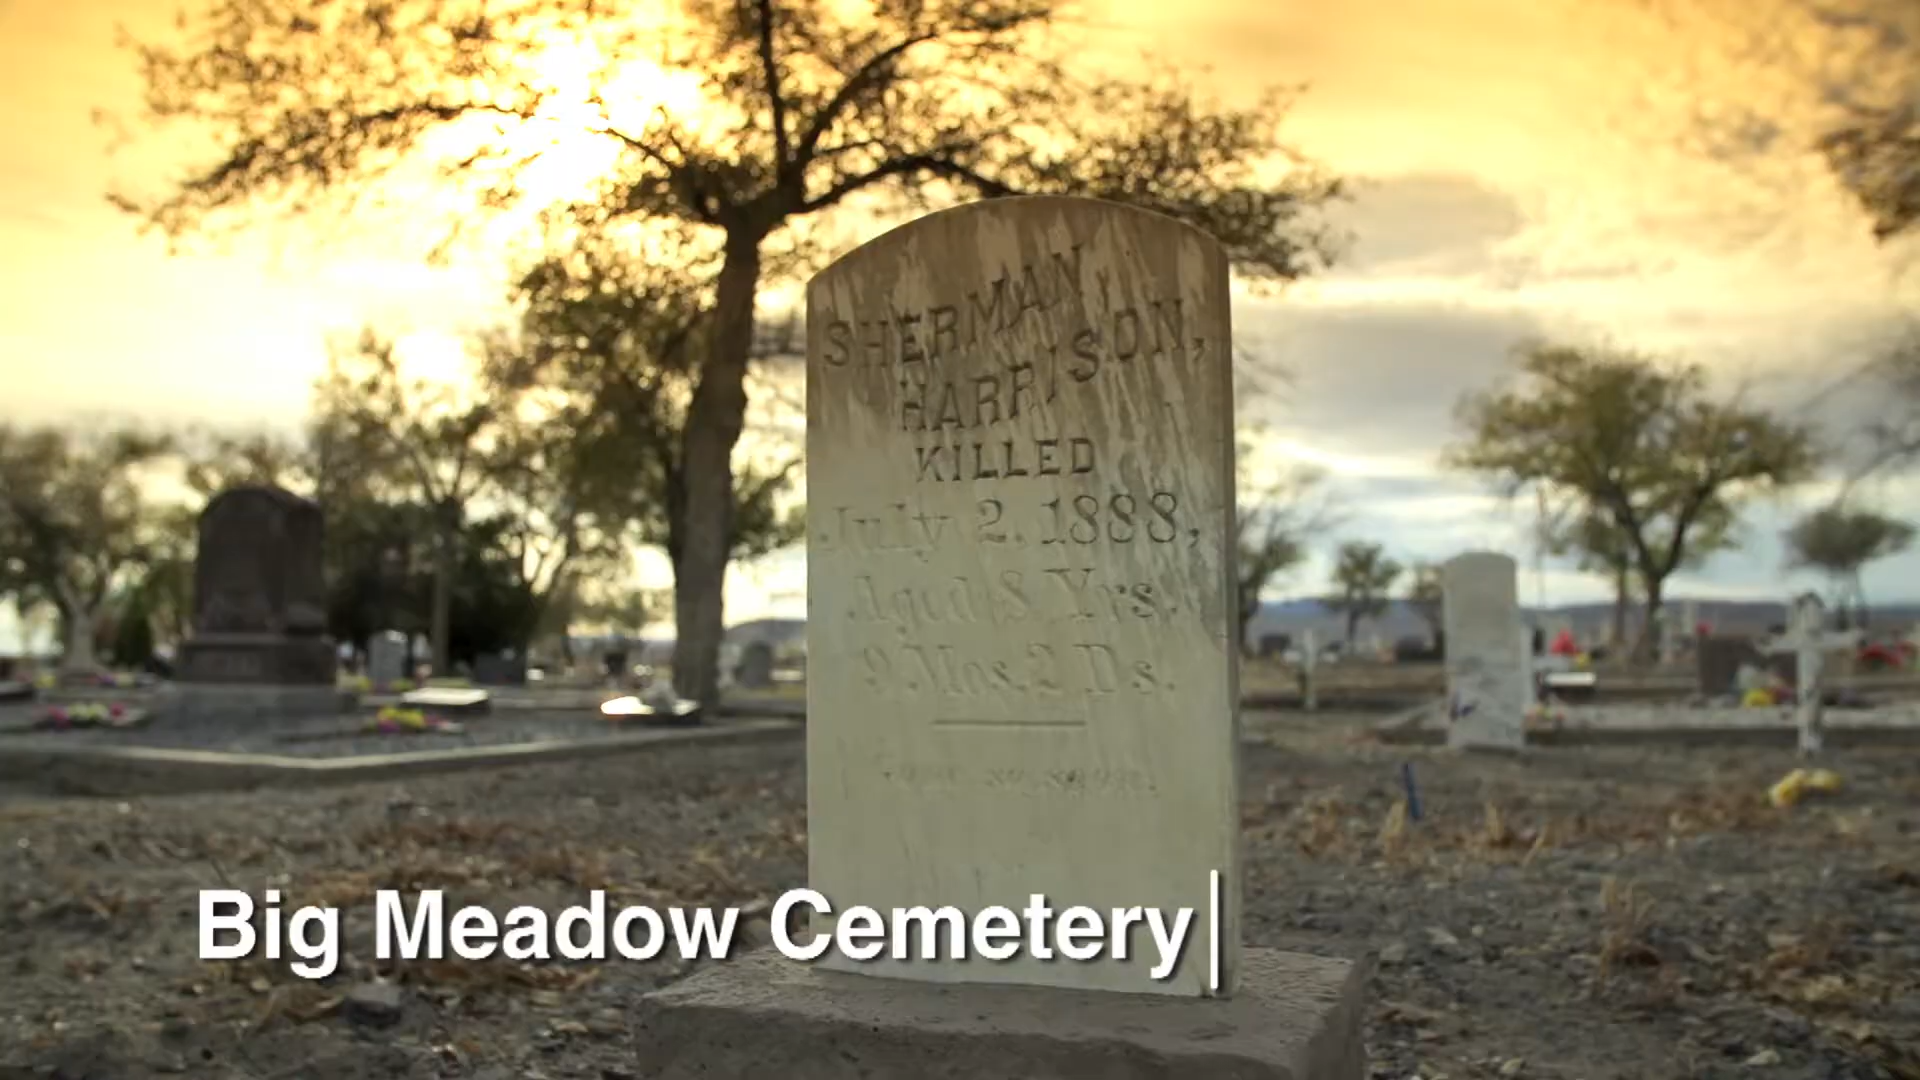 SHERMAN,
HARRISON,
KILLED
July 2. 1888,
Aged 8 Yrs.
9 Mos. 2 Ds.
Big Meadow Cemetery